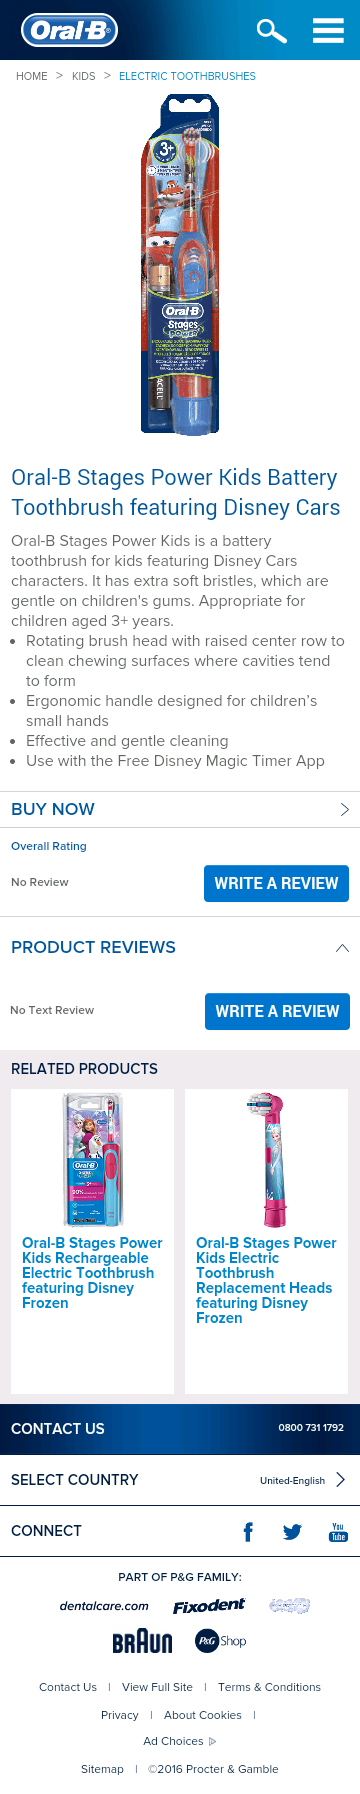 Oral-B
HOME > KIDS > ELECTRIC TOOTHBRUSHES
3+
Oral-B
Stages
POWER
Oral-B Stages Power Kids Battery
Toothbrush featuring Disney Cars
Oral-B Stages Power Kids is a battery
toothbrush for kids featuring Disney Cars
characters. It has extra soft bristles, which are
gentle on children's gums. Appropriate for
children aged 3+ years.
• Rotating brush head with raised center row to
clean chewing surfaces where cavities tend
to form
• Ergonomic handle designed for children’s
small hands
• Effective and gentle cleaning
• Use with the Free Disney Magic Timer App
BUY NOW
Overall Rating
No Review
WRITE A REVIEW
PRODUCT REVIEWS
No Text Review
WRITE A REVIEW
RELATED PRODUCTS
Oral-B
Oral-B Stages Power
Kids Rechargeable
Electric Toothbrush
featuring Disney
Frozen
Oral-B Stages Power
Kids Electric
Toothbrush
Replacement Heads
featuring Disney
Frozen
CONTACT US
0800 731 1792
SELECT COUNTRY
United-English
CONNECT
f
You
Tube
PART OF P&G FAMILY:
dentalcare.com
Fixodent
BRAUN
P&G Shop
Contact Us | View Full Site | Terms & Conditions
Privacy | About Cookies |
Ad Choices
Sitemap | ©2016 Procter & Gamble